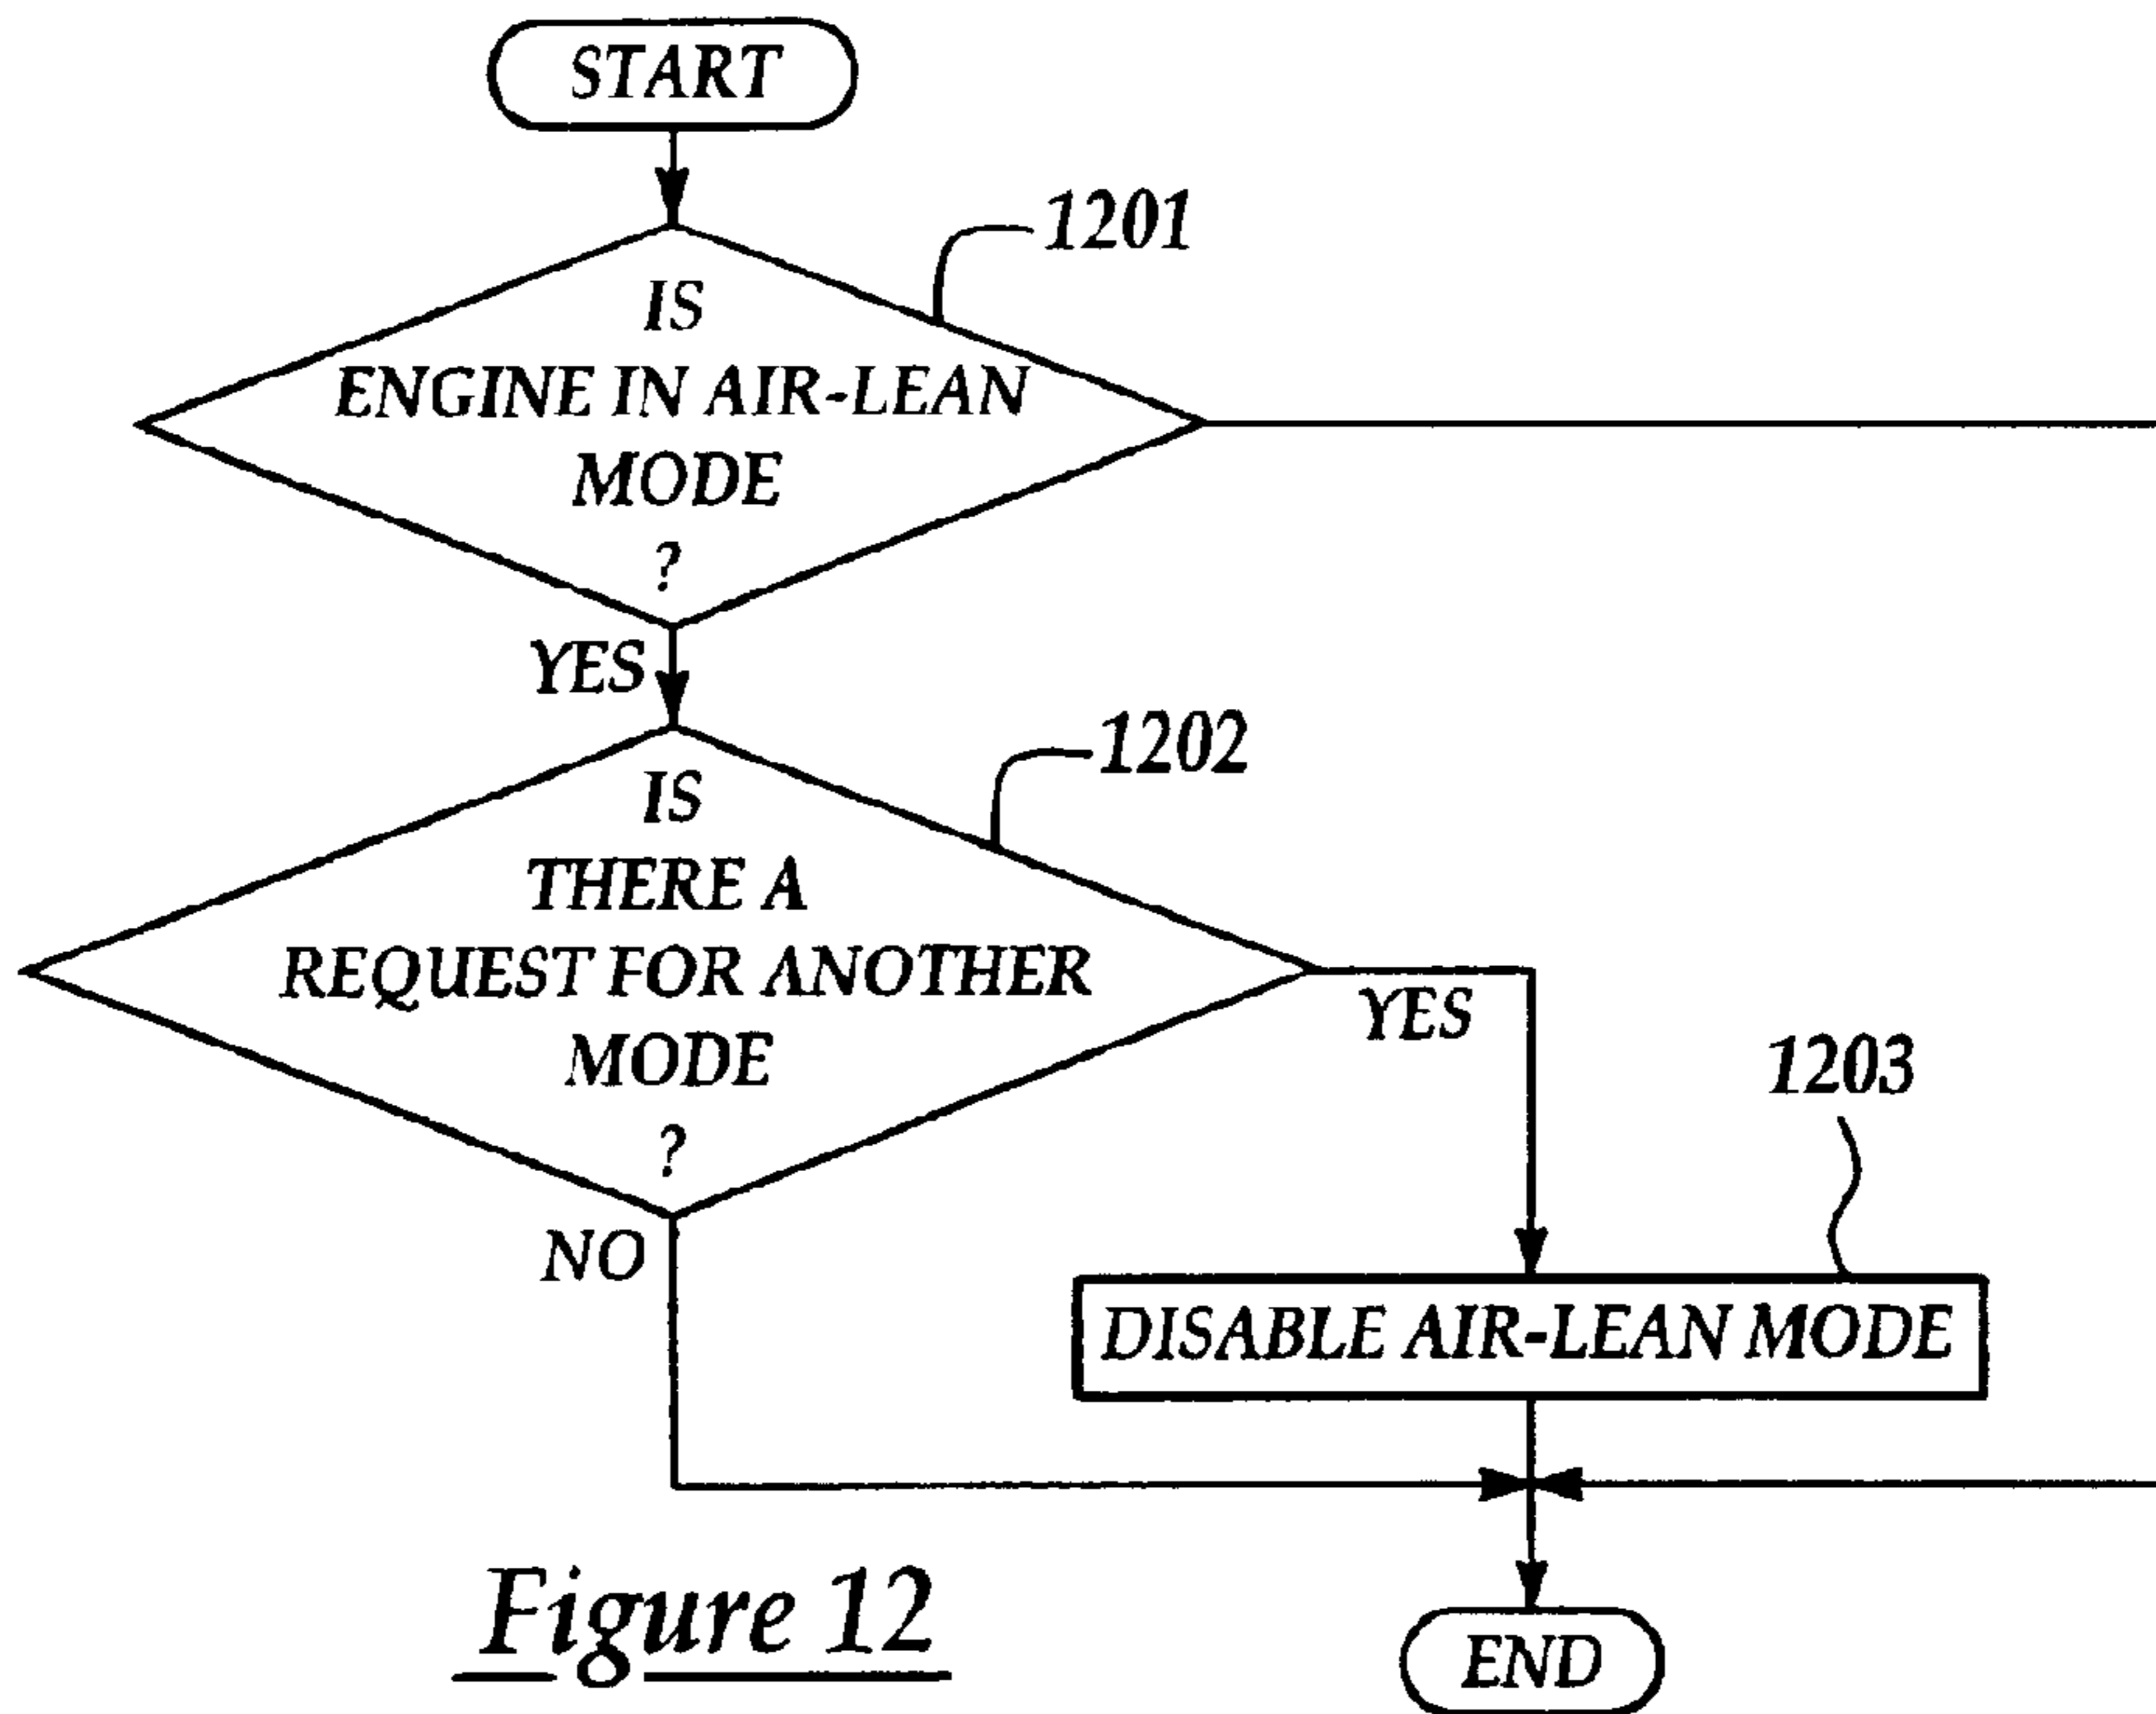 START
1201
IS
ENGINE IN AIR-LEAN
MODE
?
YES
1202
IS
THERE A
REQUEST FOR ANOTHER
MODE
?
YES
NO
1203
DISABLE AIR-LEAN MODE
END
Figure 12